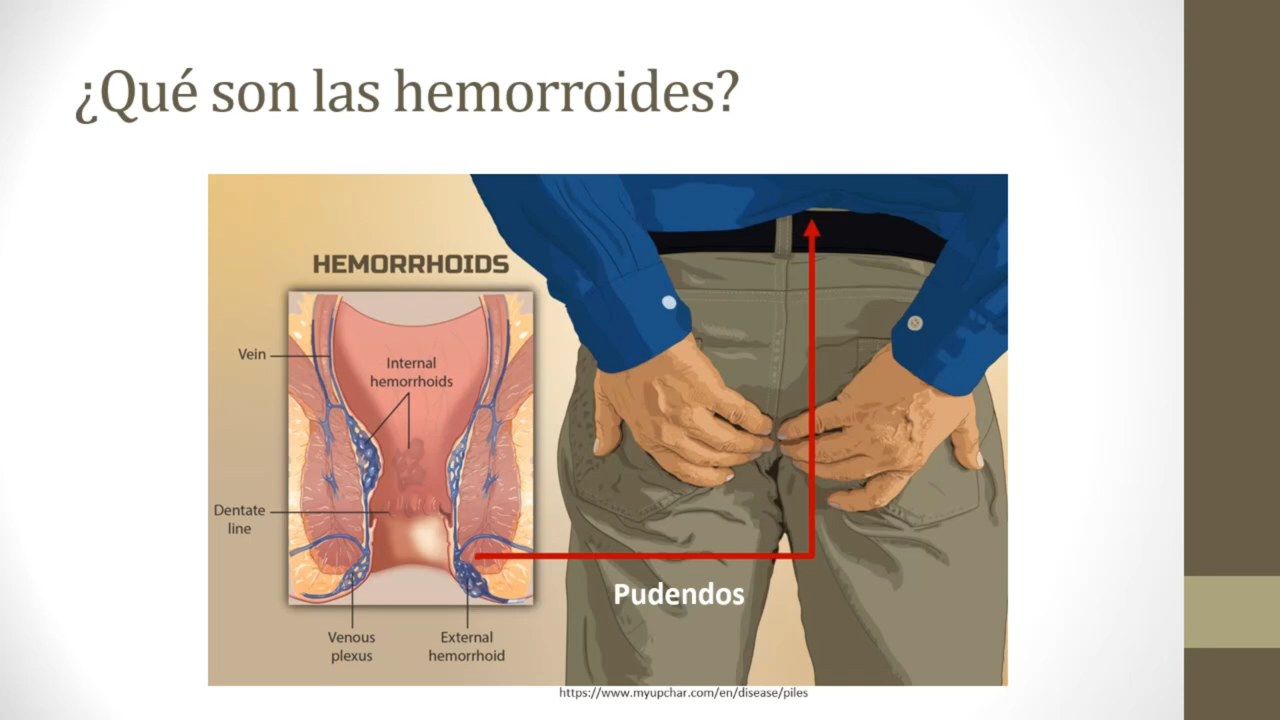 ¿Qué son las hemorroides?
HEMORRHOIDS
Vein
Internal
hemorrhoids
Dentate
line
Pudendos
Venous
plexus
External
hemorrhoid
https://www.myupchar.com/en/disease/piles